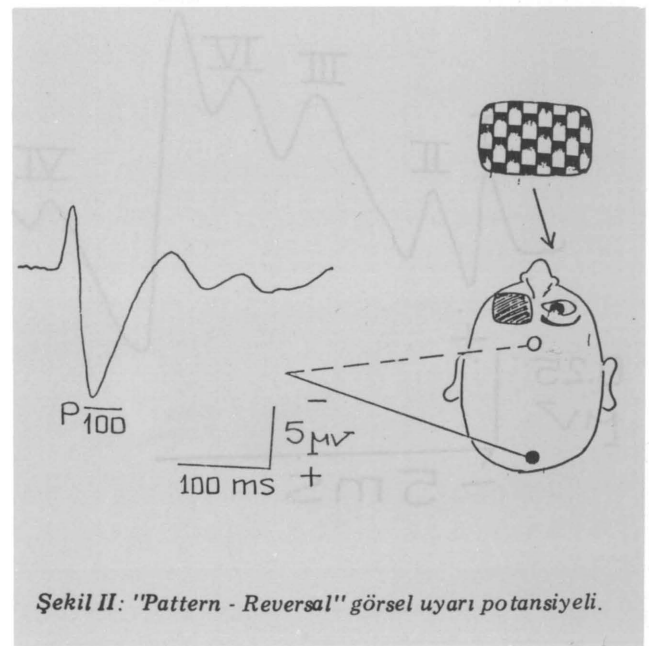 P100
100 ms
−
5 μv
+
Şekil II: "Pattern - Reversal" görsel uyarı potansiyeli.